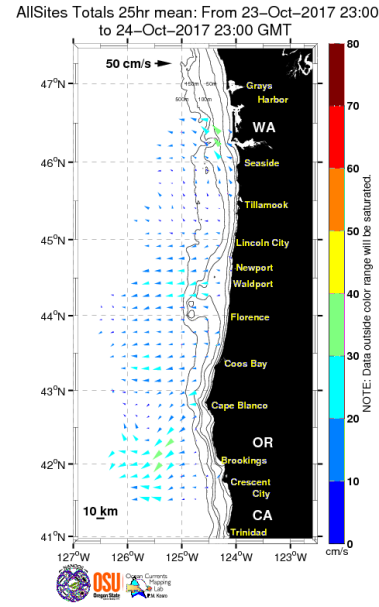 AllSites Totals 25hr mean: From 23-Oct-2017 23:00
to 24-Oct-2017 23:00 GMT
50 cm/s
47°N
46°N
45°N
44°N
43°N
42°N
41°N
50m
500m
100m
Grays
Harbor
WA
Seaside
Tillamook
Lincoln City
Newport
Waldport
Florence
Coos Bay
Cape Blanco
OR
Brookings
Crescent
City
CA
Trinidad
10 km
127°W
126°W
125°W
124°W
123°W
80
70
60
50
40
30
20
10
0
cm/s
NOTE: Data outside color range will be saturated.
OSU
Oregon State
Ocean Currents
Mapping
Lab